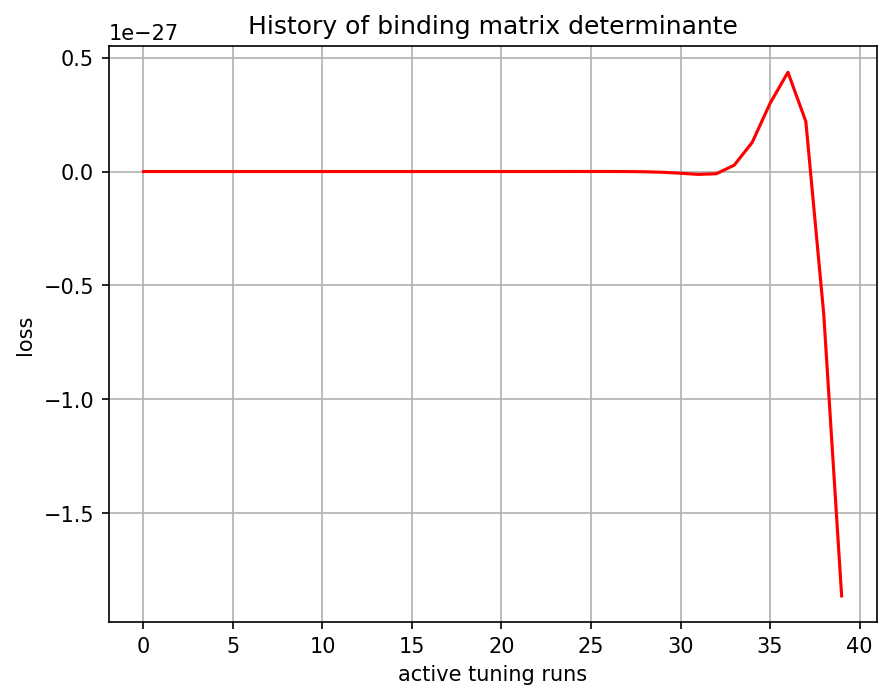 History of binding matrix determinante
1e−27
0.5
0.0
−0.5
−1.0
−1.5
loss
0 5 10 15 20 25 30 35 40
active tuning runs